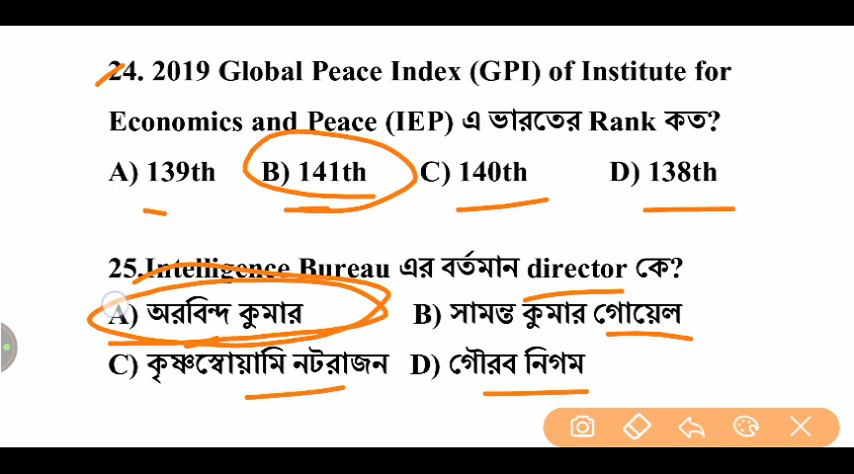 24. 2019 Global Peace Index (GPI) of Institute for
Economics and Peace (IEP) এ ভারতের Rank কত?
A) 139th B) 141th C) 140th D) 138th
25.Intelligence Bureau এর বর্তমান director কে?
A) অরবিন্দ কুমার B) সামন্ত কুমার গোয়েল
C) কৃষ্ণস্বোয়ামি নটরাজন D) গৌরব নিগম